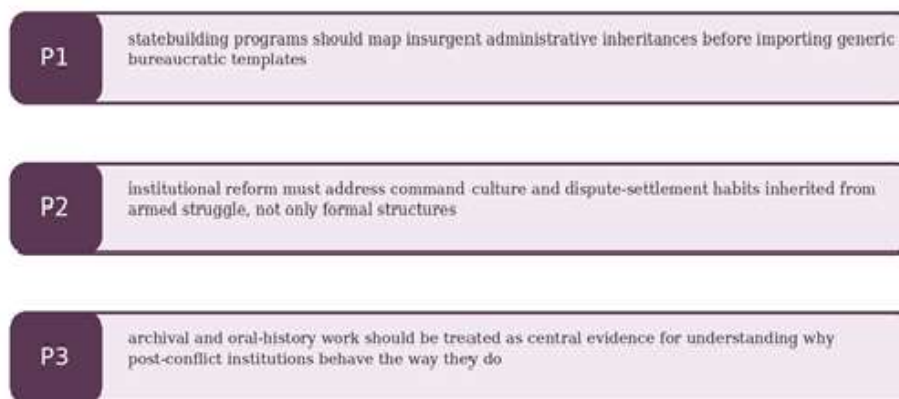 P1
statebuilding programs should map insurgent administrative inheritances before importing generic
bureaucratic templates
P2
institutional reform must address command culture and dispute-settlement habits inherited from
armed struggle, not only formal structures
P3
archival and oral-history work should be treated as central evidence for understanding why
post-conflict institutions behave the way they do